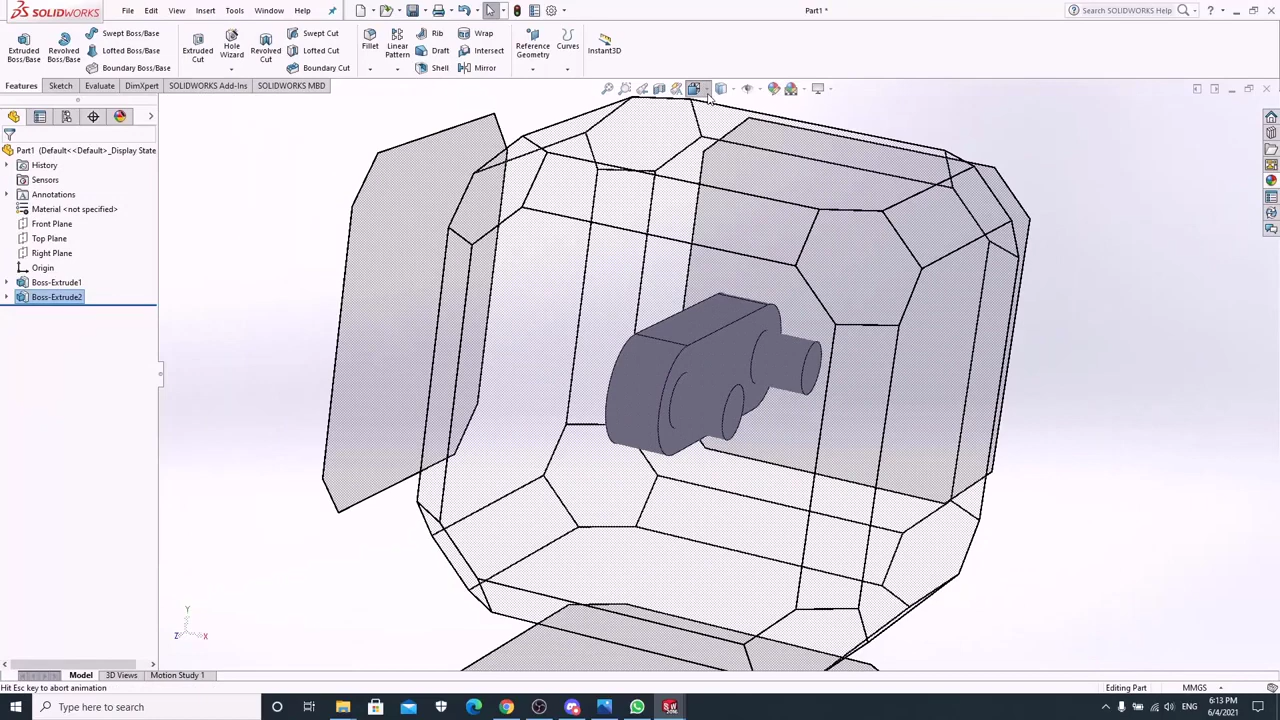 SOLIDWORKS
File Edit View Insert Tools Window Help
Part1 *
Search SOLIDWORKS Help
Extruded Boss/Base
Revolved Boss/Base
Swept Boss/Base
Lofted Boss/Base
Boundary Boss/Base
Extruded Cut
Hole Wizard
Revolved Cut
Swept Cut
Lofted Cut
Boundary Cut
Fillet
Linear Pattern
Rib
Draft
Shell
Wrap
Intersect
Mirror
Reference Geometry
Curves
Instant3D
Features Sketch Evaluate DimXpert SOLIDWORKS Add-Ins SOLIDWORKS MBD
Part1 (Default<<Default>_Display State
History
Sensors
Annotations
Material <not specified>
Front Plane
Top Plane
Right Plane
Origin
Boss-Extrude1
Boss-Extrude2
Y
Z X
Model 3D Views Motion Study 1
Hit Esc key to abort animation
Editing Part MMGS
Type here to search
6:13 PM
6/4/2021